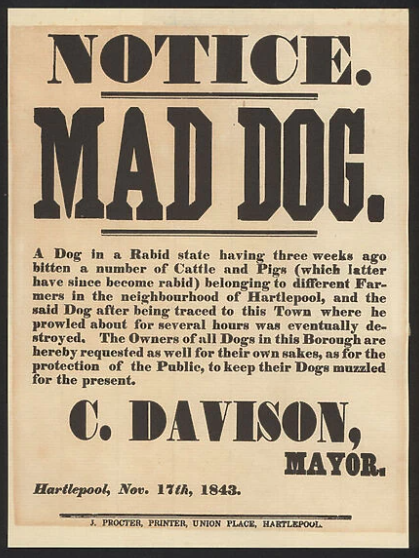 NOTICE.
MAD DOG.
A Dog in a Rabid state having three weeks ago
bitten a number of Cattle and Pigs (which latter
have since become rabid) belonging to different Far-
mers in the neighbourhood of Hartlepool, and the
said Dog after being traced to this Town where he
prowled about for several hours was eventually de-
stroyed. The Owners of all Dogs in this Borough are
hereby requested as well for their own sakes, as for the
protection of the Public, to keep their Dogs muzzled
for the present.
C. DAVISON,
MAYOR.
Hartlepool, Nov. 17th, 1843.
J. PROCTER, PRINTER, UNION PLACE, HARTLEPOOL.